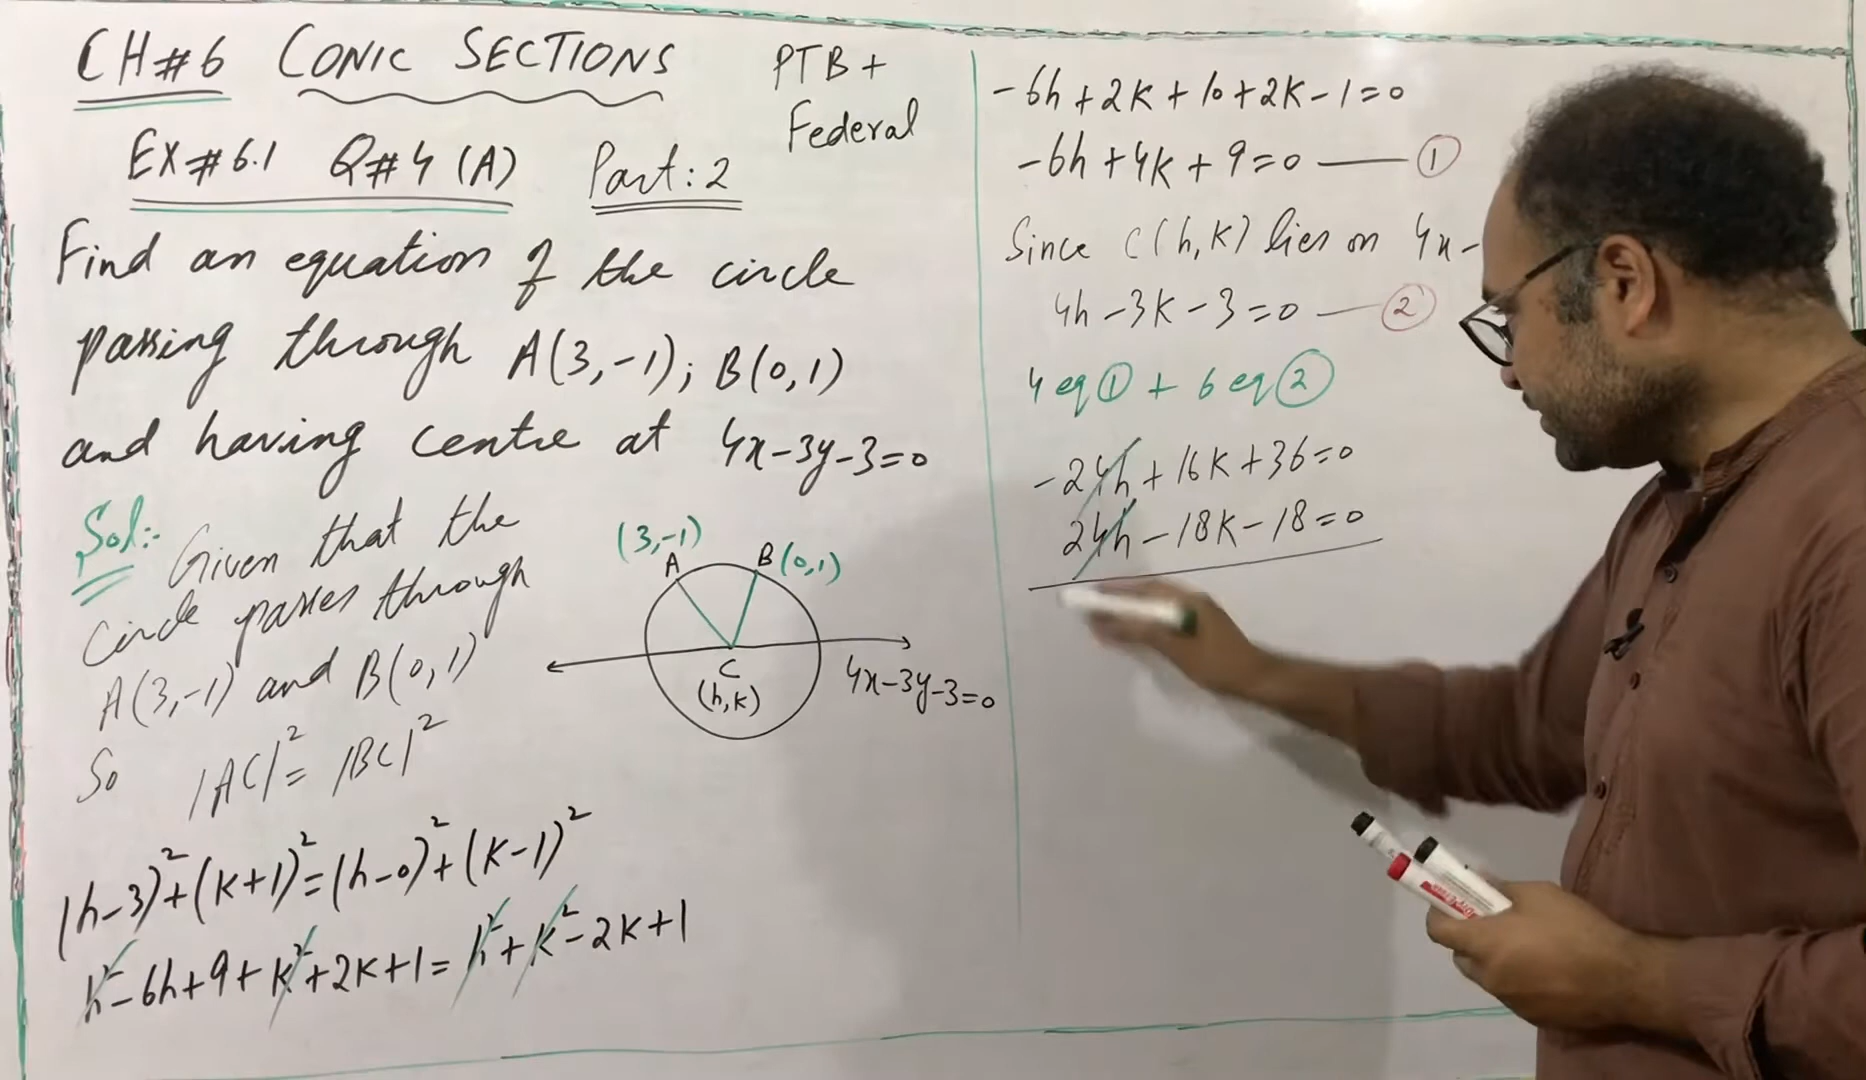 CH#6 CONIC SECTIONS
PTB +
Federal
EX#6.1 Q#4 (A) Part:2
Find an equation of the circle
passing through A(3,-1); B(0,1)
and having centre at 4x-3y-3=0
Sol:- Given that the
circle passes through
A(3,-1) and B(0,1)
So |AC|² = |BC|²
(h-3)²+(k+1)²=(h-0)²+(k-1)²
h²-6h+9+k²+2k+1=h²+k²-2k+1
(3,-1)
A
B(0,1)
C
(h,k)
4x-3y-3=0
-6h+2k+10+2k-1=0
-6h+4k+9=0 — 1
Since C(h,k) lies on 4x-
4h-3k-3=0 — 2
4 eq 1 + 6 eq 2
-24h+16k+36=0
24h-18k-18=0